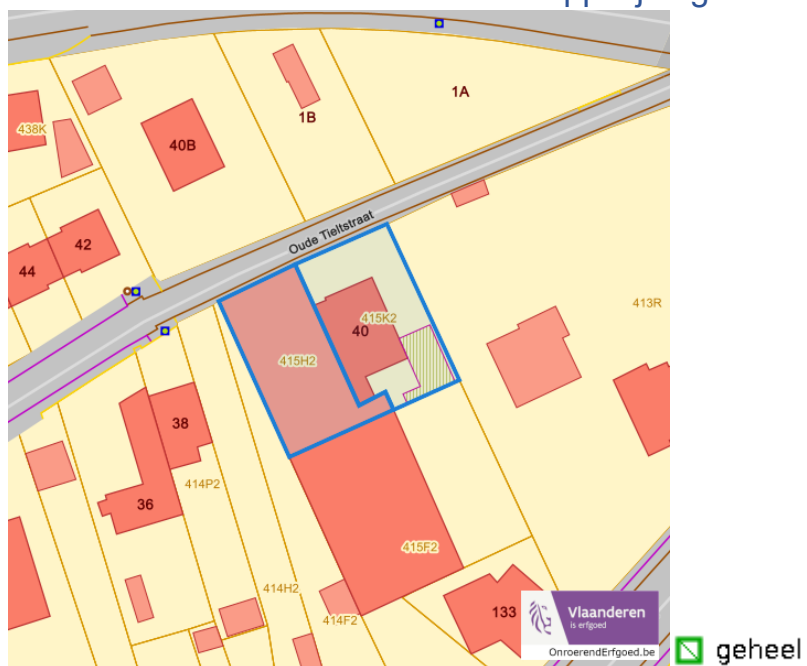 1A
1B
438K
40B
Oude Tieltstraat
42
44
413R
415K2
40
415H2
38
414P2
36
415F2
414H2
133
414F2
Vlaanderen
is erfgoed
OnroerendErfgoed.be
geheel